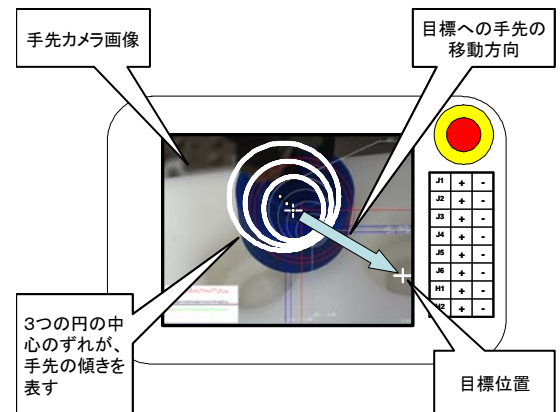 手先カメラ画像
目標への手先の
移動方向
J1 + -
J2 + -
J3 + -
J4 + -
J5 + -
J6 + -
H1 + -
H2 + -
3つの円の中
心のずれが、
手先の傾きを
表す
目標位置